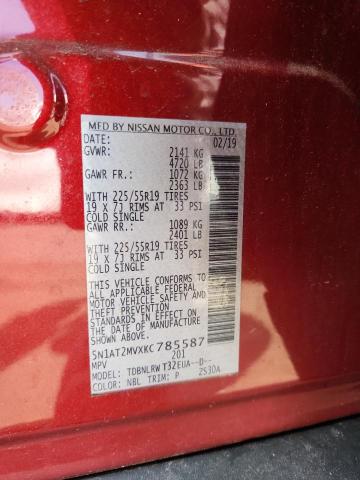 MFD BY NISSAN MOTOR CO., LTD.
DATE: 02/19
GVWR: 2141 KG
4720 LB
GAWR FR.: 1072 KG
2363 LB
WITH 225/55R19 TIRES
19 X 7J RIMS AT 33 PSI
COLD SINGLE
GAWR RR.: 1089 KG
2401 LB
WITH 225/55R19 TIRES
19 X 7J RIMS AT 33 PSI
COLD SINGLE
THIS VEHICLE CONFORMS TO
ALL APPLICABLE FEDERAL
MOTOR VEHICLE SAFETY
AND THEFT PREVENTION
STANDARDS IN EFFECT ON
THE DATE OF MANUFACTURE
SHOWN ABOVE.
5N1AT2MVXKC785587
MPV 201
TDBNLRW T32EUA--D--
COLOR: NBL TRIM: P 2530A